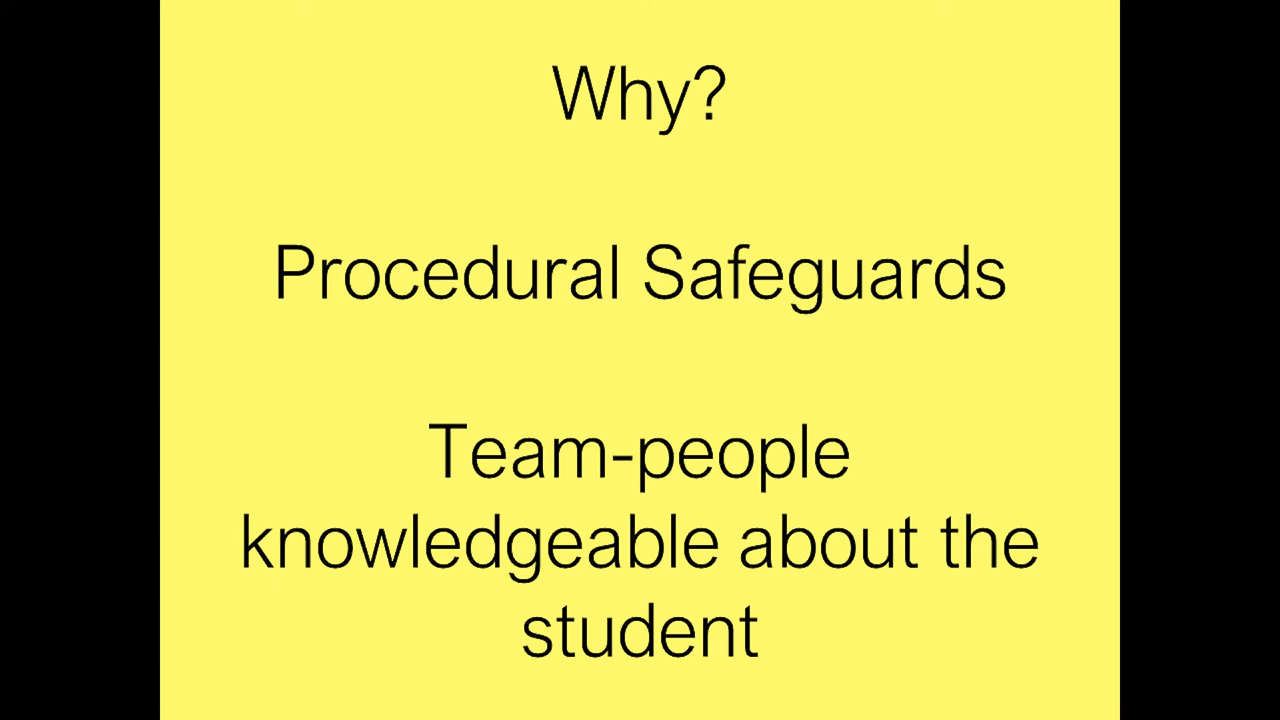 Why?
Procedural Safeguards
Team-people
knowledgeable about the
student